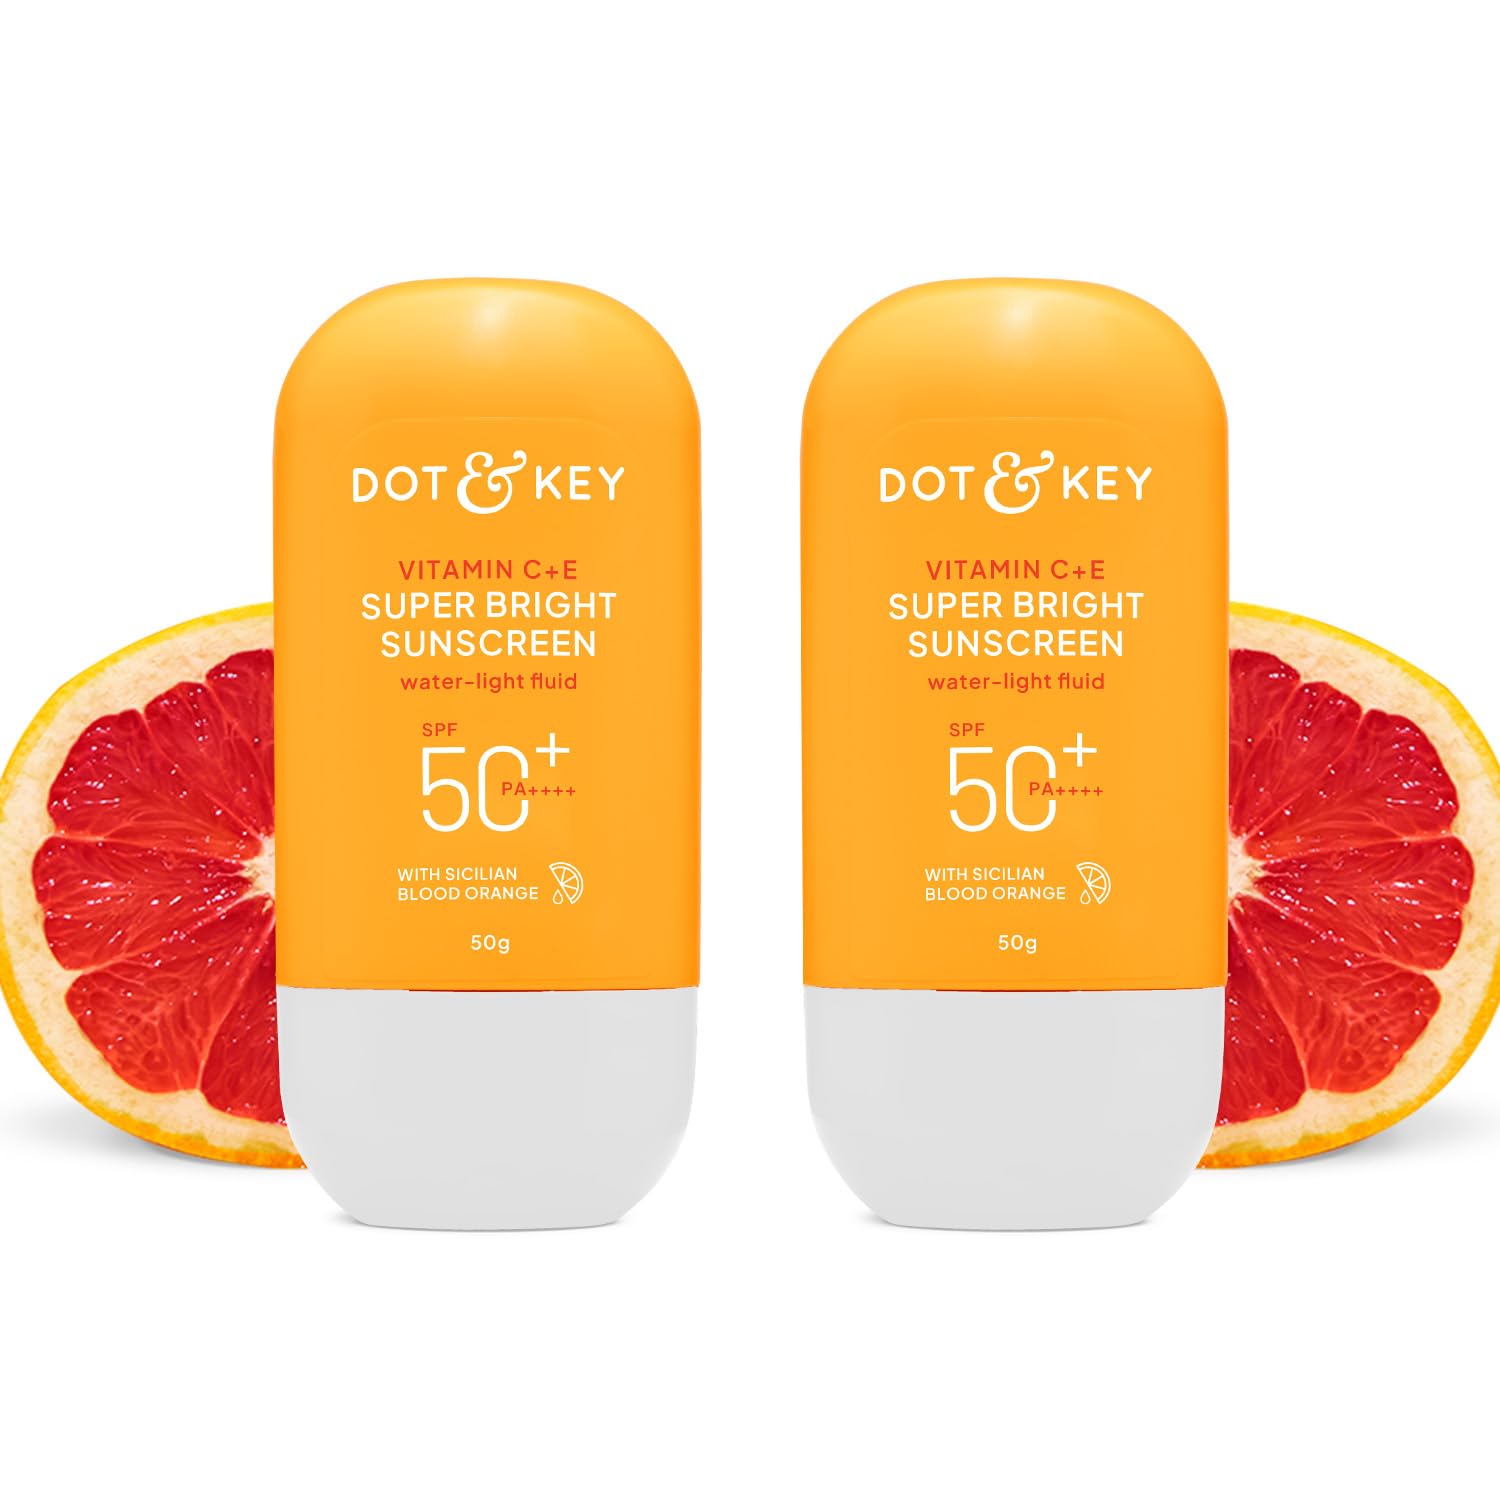 DOT & KEY
VITAMIN C+E
SUPER BRIGHT
SUNSCREEN
water-light fluid
SPF
50+
PA++++
WITH SICILIAN
BLOOD ORANGE
50g
DOT & KEY
VITAMIN C+E
SUPER BRIGHT
SUNSCREEN
water-light fluid
SPF
50+
PA++++
WITH SICILIAN
BLOOD ORANGE
50g